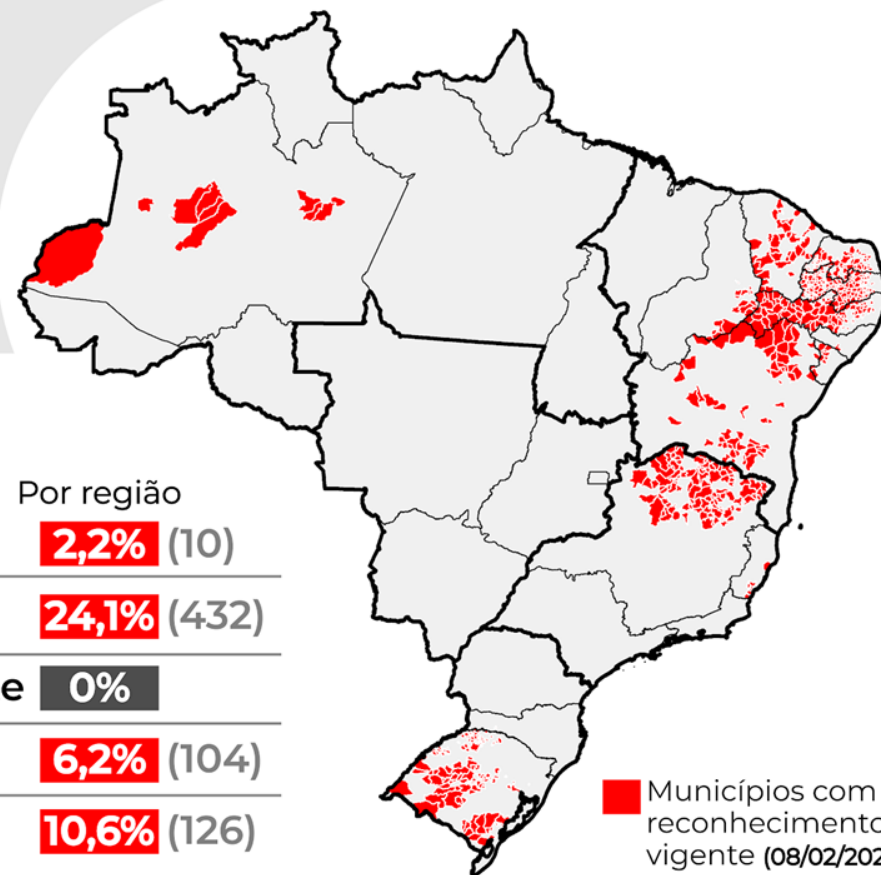 Por região
2,2% (10)
24,1% (432)
e 0%
6,2% (104)
10,6% (126)
Municípios com
reconhecimento
vigente (08/02/202